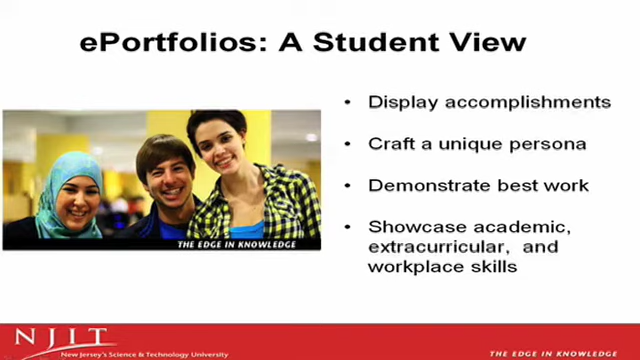 ePortfolios: A Student View
• Display accomplishments
• Craft a unique persona
• Demonstrate best work
• Showcase academic,
extracurricular, and
workplace skills
THE EDGE IN KNOWLEDGE
NJIT
New Jersey's Science & Technology University
THE EDGE IN KNOWLEDGE